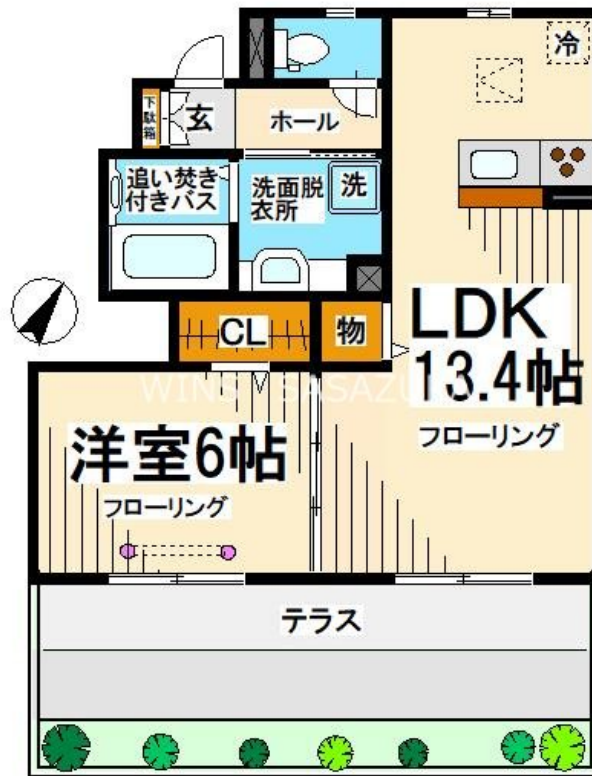 冷
下駄箱
玄
ホール
追い焚き
付きバス
洗面脱
衣所
洗
CL
物
LDK
13.4帖
フローリング
WINS SASAZUKA
洋室6帖
フローリング
テラス